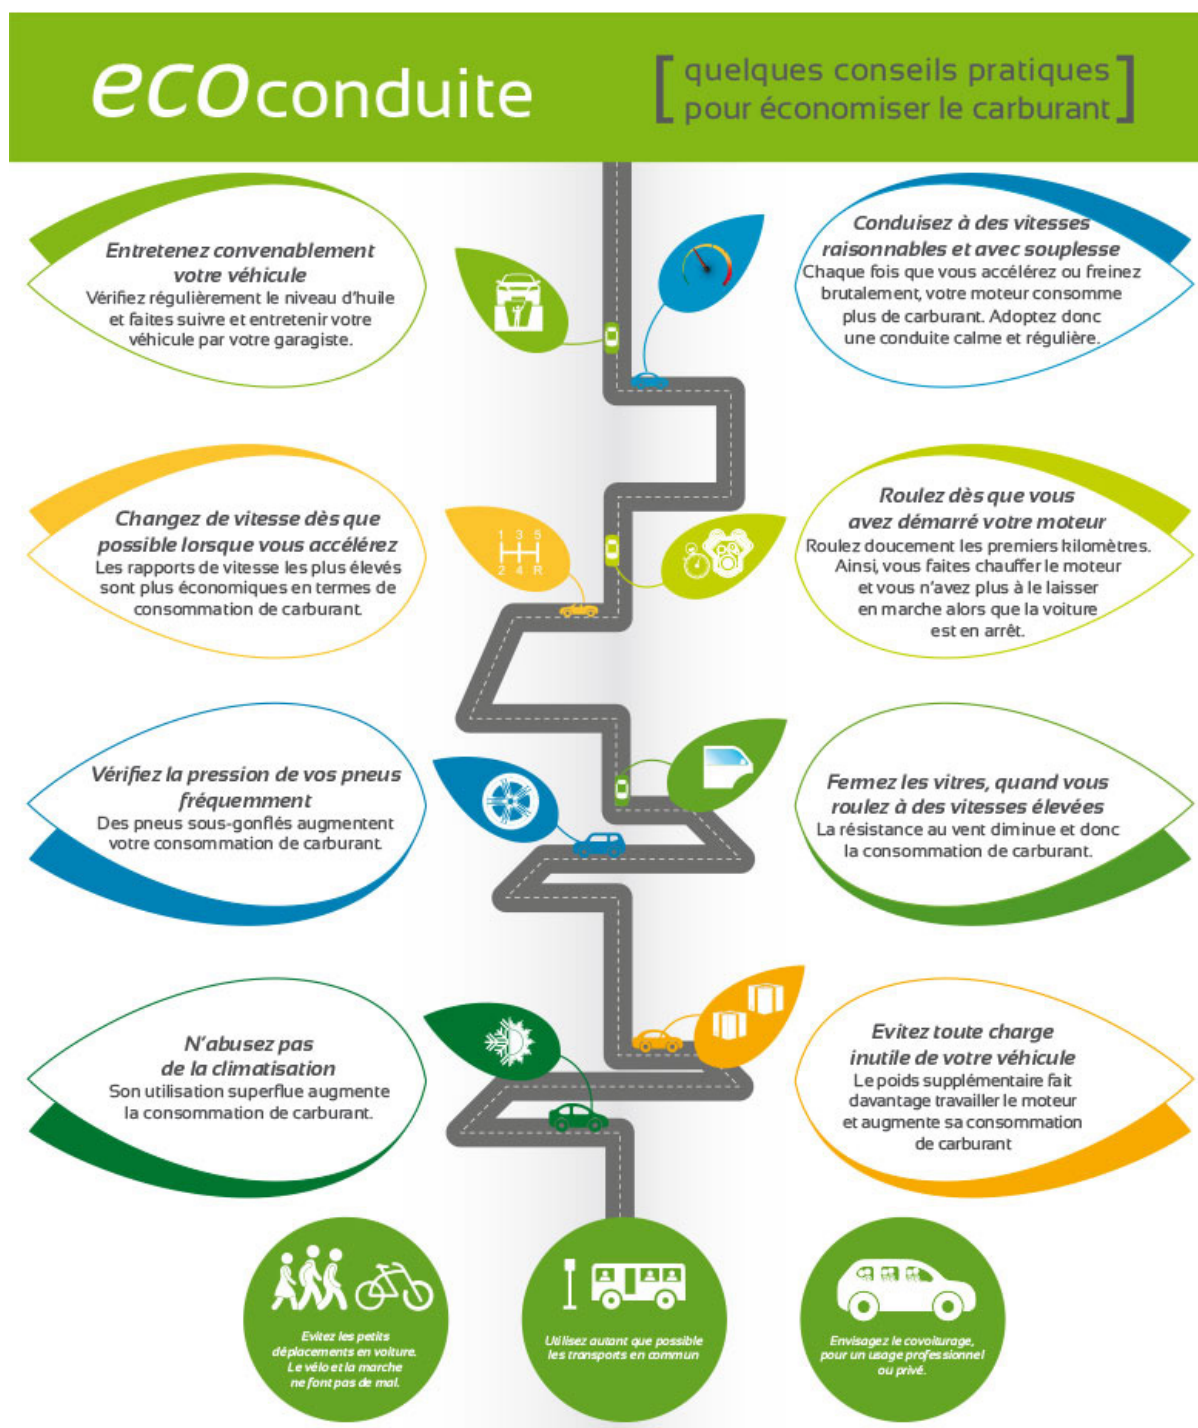 ecoconduite
[ quelques conseils pratiques
pour économiser le carburant ]
Entretenez convenablement
votre véhicule
Vérifiez régulièrement le niveau d'huile
et faites suivre et entretenir votre
véhicule par votre garagiste.
Conduisez à des vitesses
raisonnables et avec souplesse
Chaque fois que vous accélérez ou freinez
brutalement, votre moteur consomme
plus de carburant. Adoptez donc
une conduite calme et régulière.
Changez de vitesse dès que
possible lorsque vous accélérez
Les rapports de vitesse les plus élevés
sont plus économiques en termes de
consommation de carburant.
1 3 5
2 4 R
Roulez dès que vous
avez démarré votre moteur
Roulez doucement les premiers kilomètres.
Ainsi, vous faites chauffer le moteur
et vous n'avez plus à le laisser
en marche alors que la voiture
est en arrêt.
Vérifiez la pression de vos pneus
fréquemment
Des pneus sous-gonflés augmentent
votre consommation de carburant.
Fermez les vitres, quand vous
roulez à des vitesses élevées
La résistance au vent diminue et donc
la consommation de carburant.
N'abusez pas
de la climatisation
Son utilisation superflue augmente
la consommation de carburant.
Evitez toute charge
inutile de votre véhicule
Le poids supplémentaire fait
davantage travailler le moteur
et augmente sa consommation
de carburant
Evitez les petits
déplacements en voiture.
Le vélo et la marche
ne font pas de mal.
Utilisez autant que possible
les transports en commun
Envisagez le covoiturage,
pour un usage professionnel
ou privé.